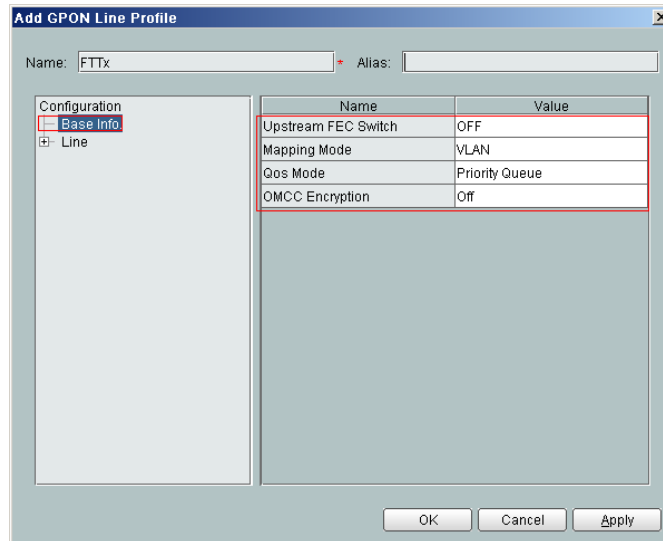 Add GPON Line Profile
Name: FTTx * Alias:
Configuration
Base Info.
Line
Name Value
Upstream FEC Switch OFF
Mapping Mode VLAN
Qos Mode Priority Queue
OMCC Encryption Off
OK Cancel Apply